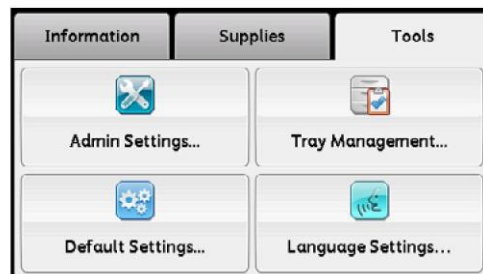 Information
Supplies
Tools
Admin Settings...
Tray Management...
Default Settings...
Language Settings...